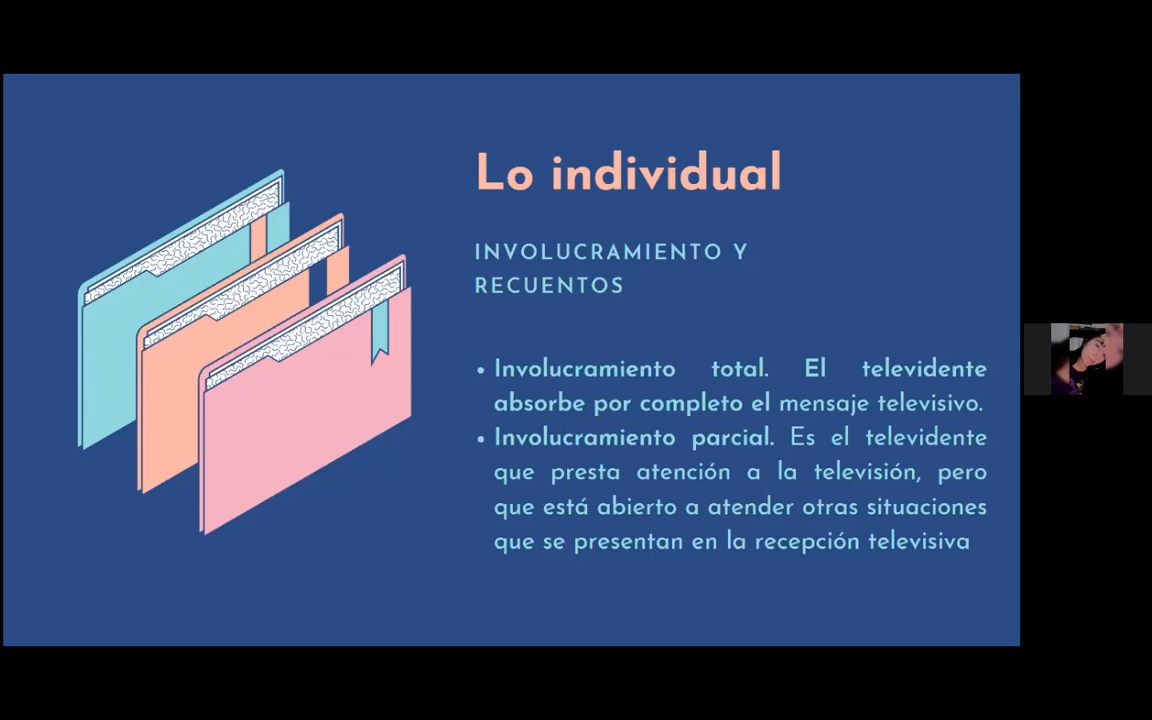 Lo individual
INVOLUCRAMIENTO Y
RECUENTOS
• Involucramiento total. El televidente
absorbe por completo el mensaje televisivo.
• Involucramiento parcial. Es el televidente
que presta atención a la televisión, pero
que está abierto a atender otras situaciones
que se presentan en la recepción televisiva